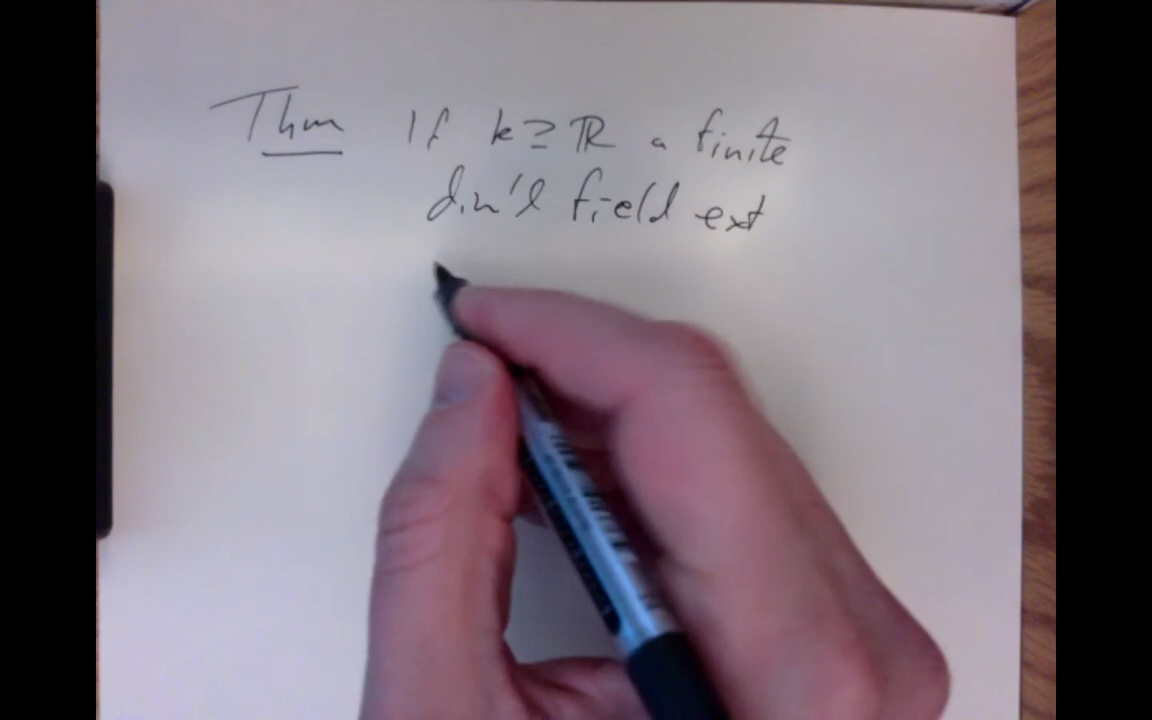 Thm If k ⊇ ℝ a finite
dim'l field ext